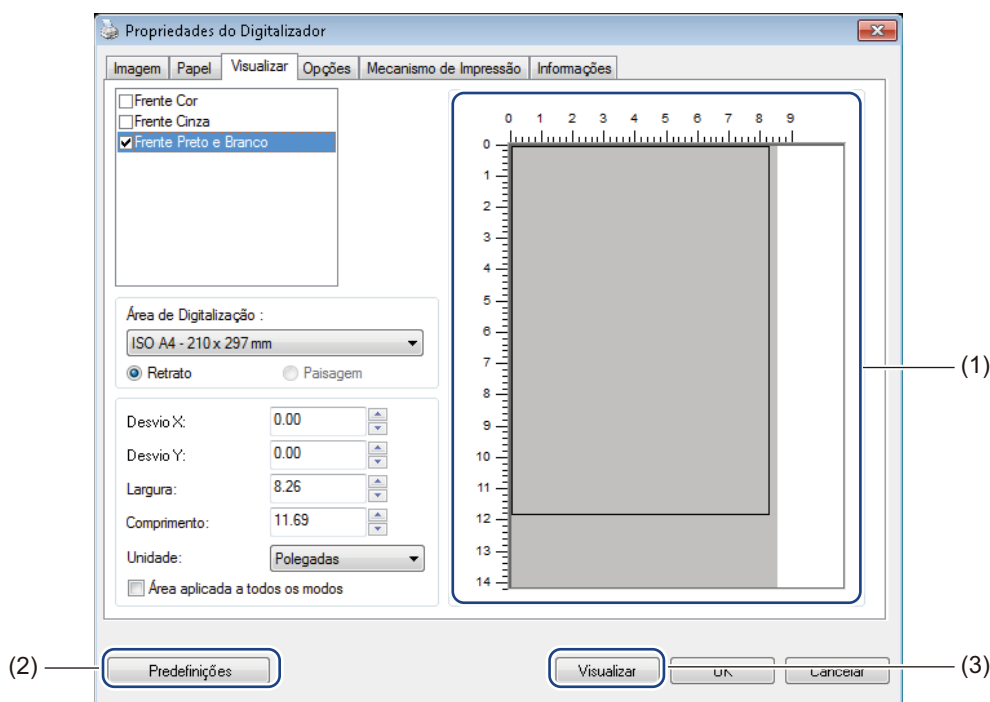 Propriedades do Digitalizador
Imagem Papel Visualizar Opções Mecanismo de Impressão Informações
Frente Cor
Frente Cinza
Frente Preto e Branco
0 1 2 3 4 5 6 7 8 9
0
1
2
3
4
5
6
7
8
9
10
11
12
13
14
(1)
Área de Digitalização :
ISO A4 - 210 x 297 mm
Retrato Paisagem
Desvio X: 0.00
Desvio Y: 0.00
Largura: 8.26
Comprimento: 11.69
Unidade: Polegadas
Área aplicada a todos os modos
(2) Predefinições Visualizar OK Cancelar (3)